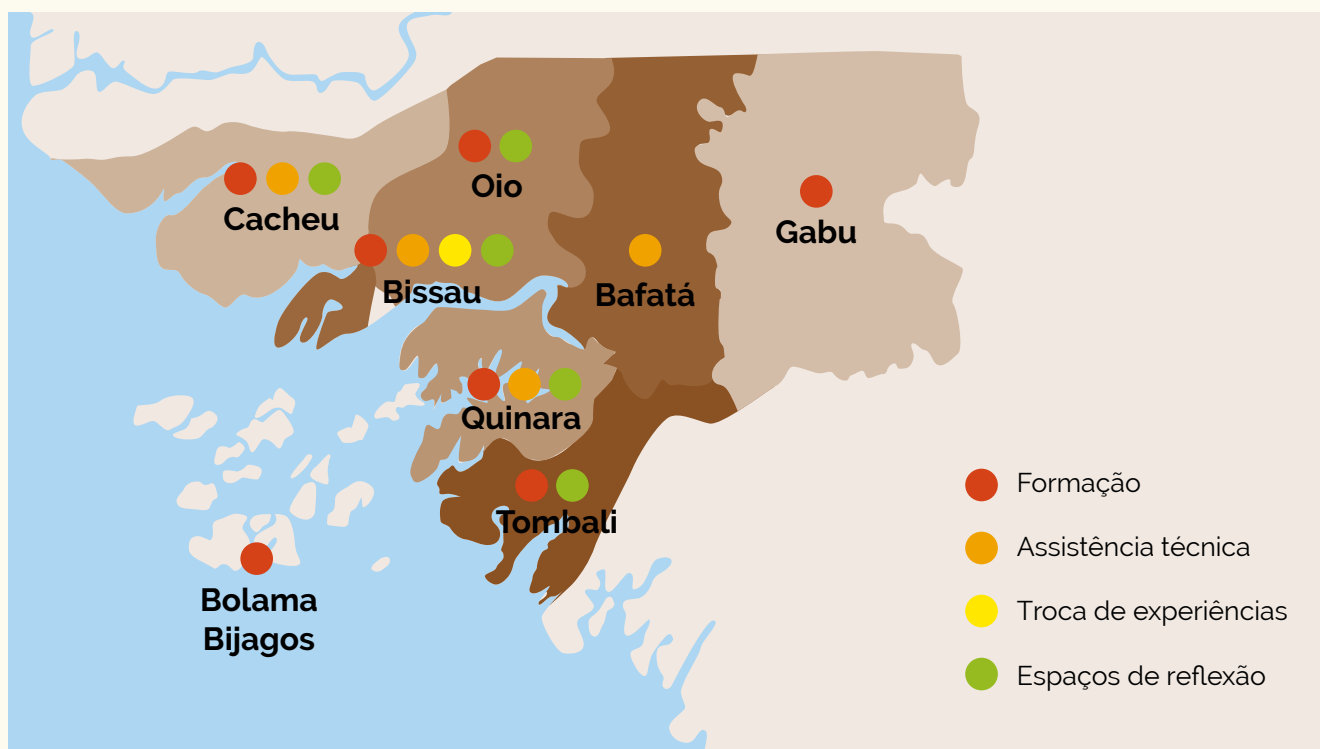 Oio
Cacheu
Gabu
Bissau
Bafatá
Quinara
Tombali
Bolama
Bijagos
Formação
Assistência técnica
Troca de experiências
Espaços de reflexão